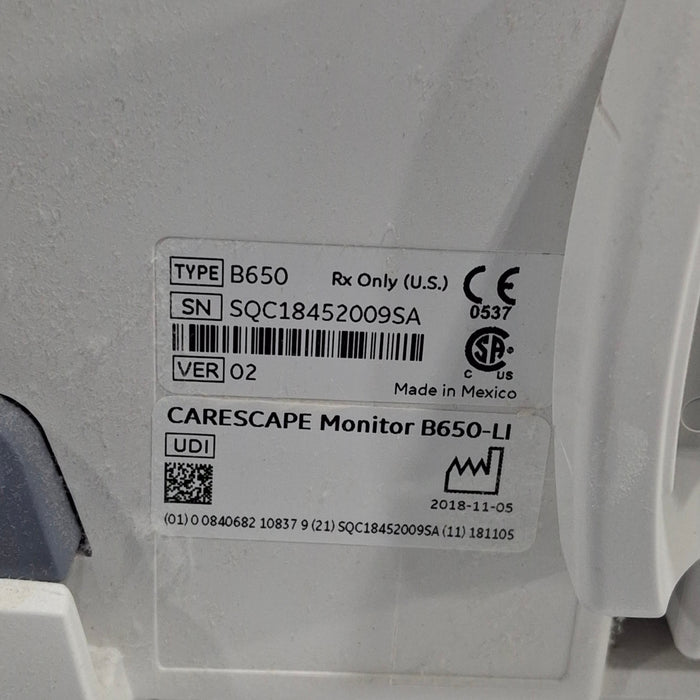 TYPE B650 Rx Only (U.S.) CE
SN SQC18452009SA 0537
VER 02 SA C US
Made in Mexico
CARESCAPE Monitor B650-LI
UDI
2018-11-05
(01) 0 0840682 10837 9 (21) SQC18452009SA (11) 181105